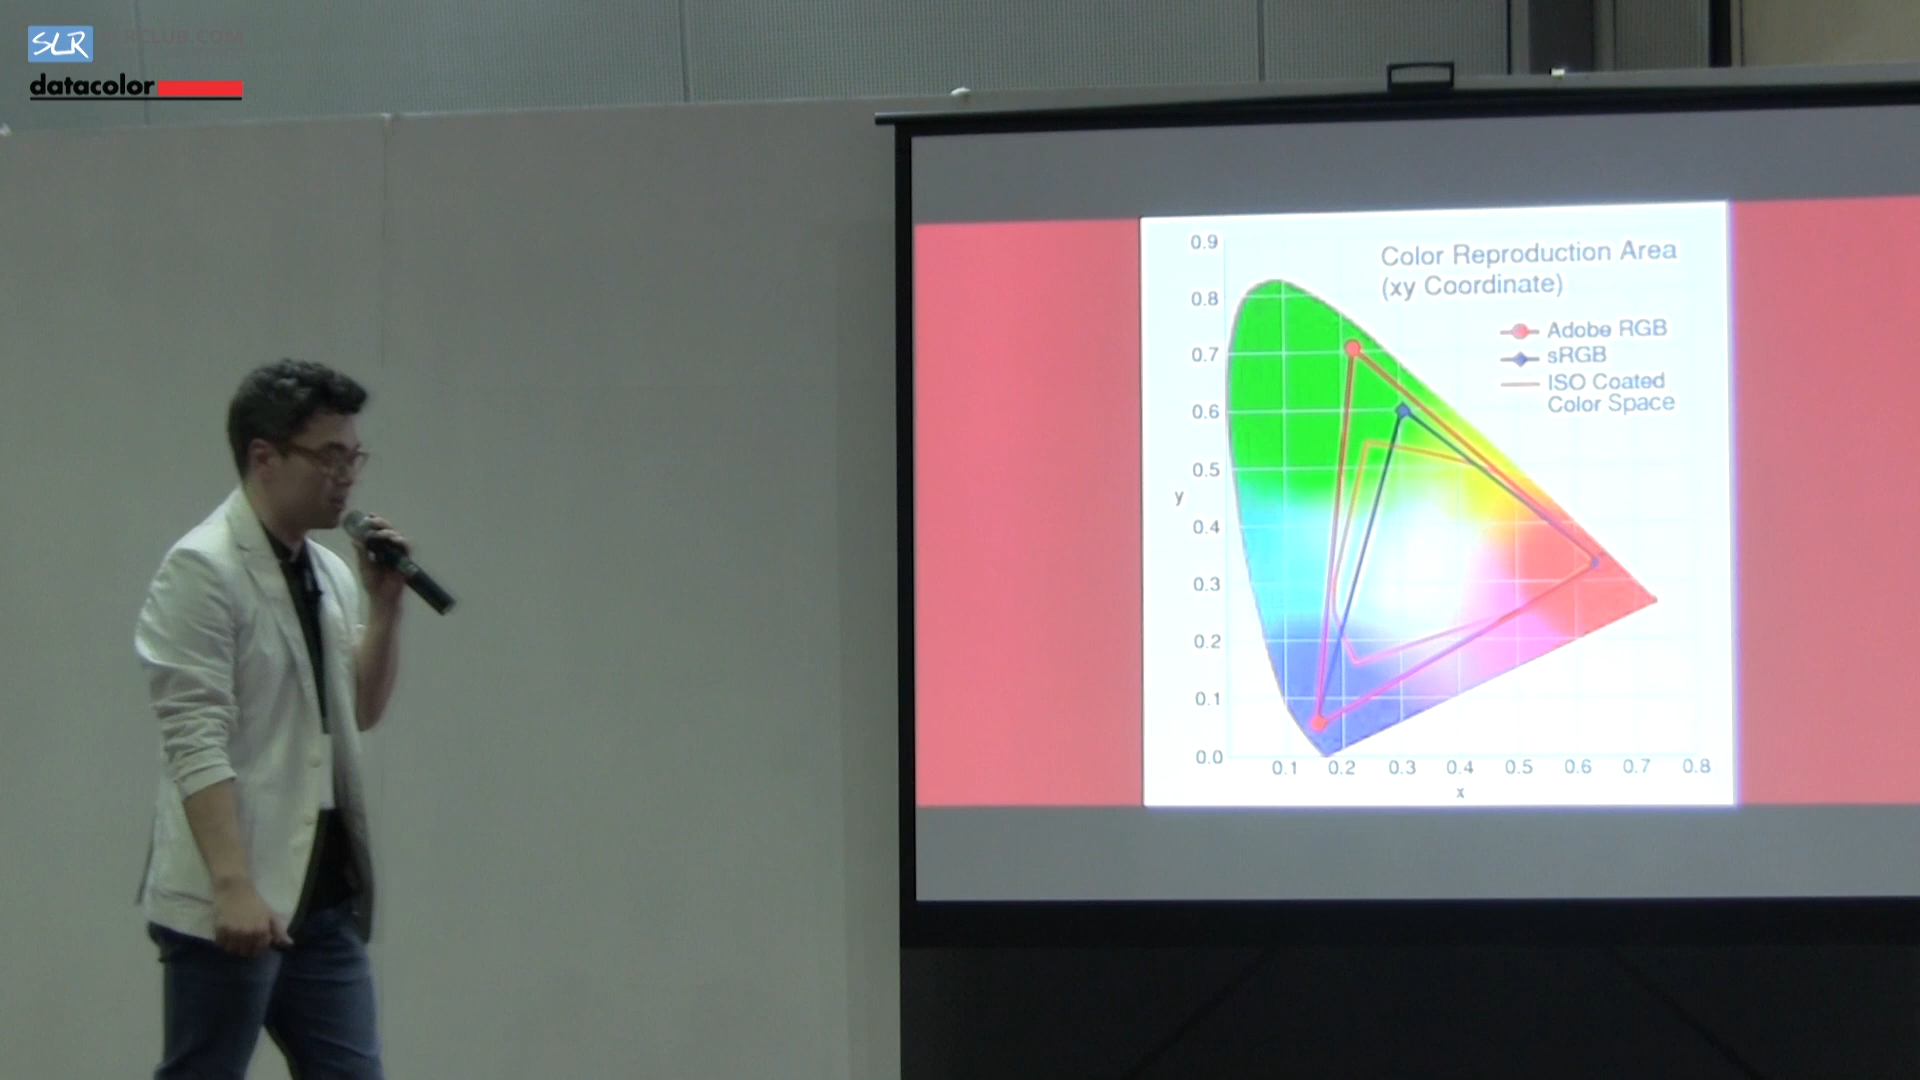 SLR
SLRCLUB.COM
datacolor
Color Reproduction Area
(xy Coordinate)
Adobe RGB
sRGB
ISO Coated
Color Space
0.9
0.8
0.7
0.6
0.5
y
0.4
0.3
0.2
0.1
0.0
0.1 0.2 0.3 0.4 0.5 0.6 0.7 0.8
x